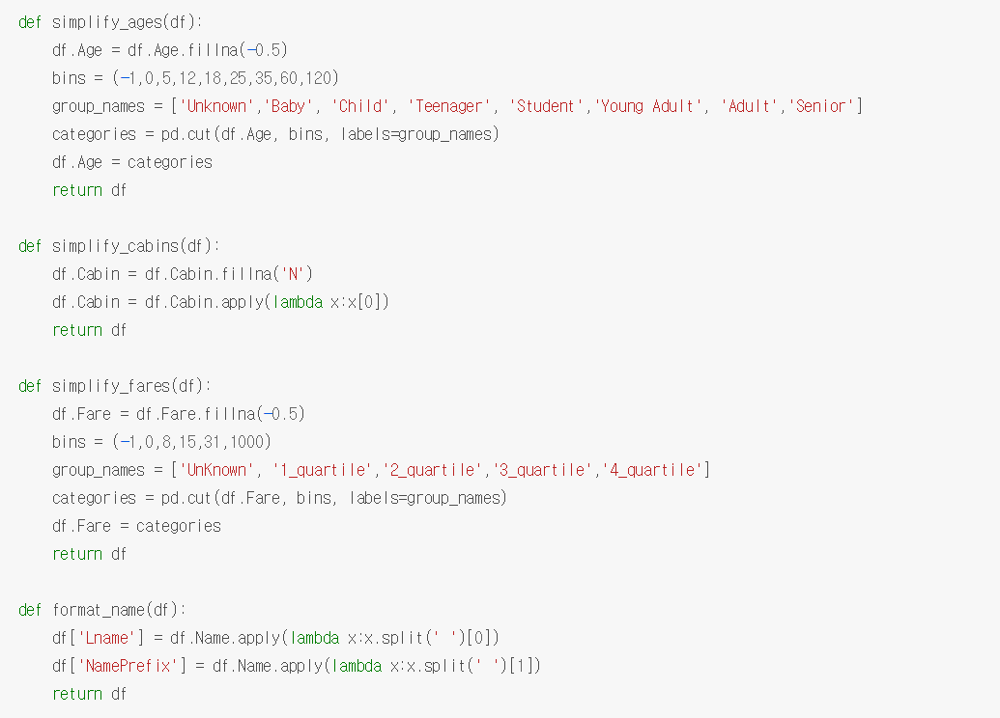 def simplify_ages(df):
    df.Age = df.Age.fillna(-0.5)
    bins = (-1,0,5,12,18,25,35,60,120)
    group_names = ['Unknown','Baby', 'Child', 'Teenager', 'Student','Young Adult', 'Adult','Senior']
    categories = pd.cut(df.Age, bins, labels=group_names)
    df.Age = categories
    return df

def simplify_cabins(df):
    df.Cabin = df.Cabin.fillna('N')
    df.Cabin = df.Cabin.apply(lambda x:x[0])
    return df

def simplify_fares(df):
    df.Fare = df.Fare.fillna(-0.5)
    bins = (-1,0,8,15,31,1000)
    group_names = ['UnKnown', '1_quartile','2_quartile','3_quartile','4_quartile']
    categories = pd.cut(df.Fare, bins, labels=group_names)
    df.Fare = categories
    return df

def format_name(df):
    df['Lname'] = df.Name.apply(lambda x:x.split(' ')[0])
    df['NamePrefix'] = df.Name.apply(lambda x:x.split(' ')[1])
    return df